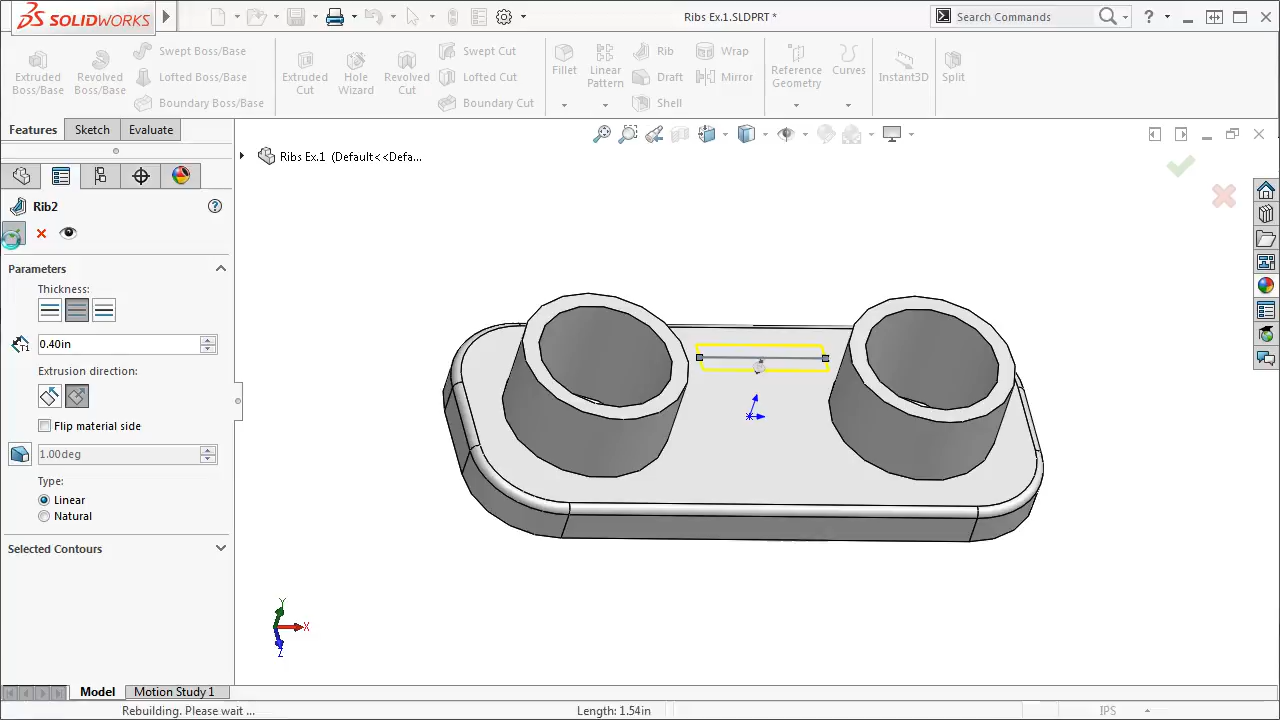 SOLIDWORKS
Ribs Ex.1.SLDPRT *
Search Commands
?
Extruded Boss/Base
Revolved Boss/Base
Swept Boss/Base
Lofted Boss/Base
Boundary Boss/Base
Extruded Cut
Hole Wizard
Revolved Cut
Swept Cut
Lofted Cut
Boundary Cut
Fillet
Linear Pattern
Rib
Draft
Shell
Wrap
Mirror
Reference Geometry
Curves
Instant3D
Split
Features
Sketch
Evaluate
Ribs Ex.1 (Default<<Defa...
Rib2
Parameters
Thickness:
T1
0.40in
Extrusion direction:
Flip material side
1.00deg
Type:
Linear
Natural
Selected Contours
Y
X
Z
Model
Motion Study 1
Rebuilding. Please wait ...
Length: 1.54in
IPS